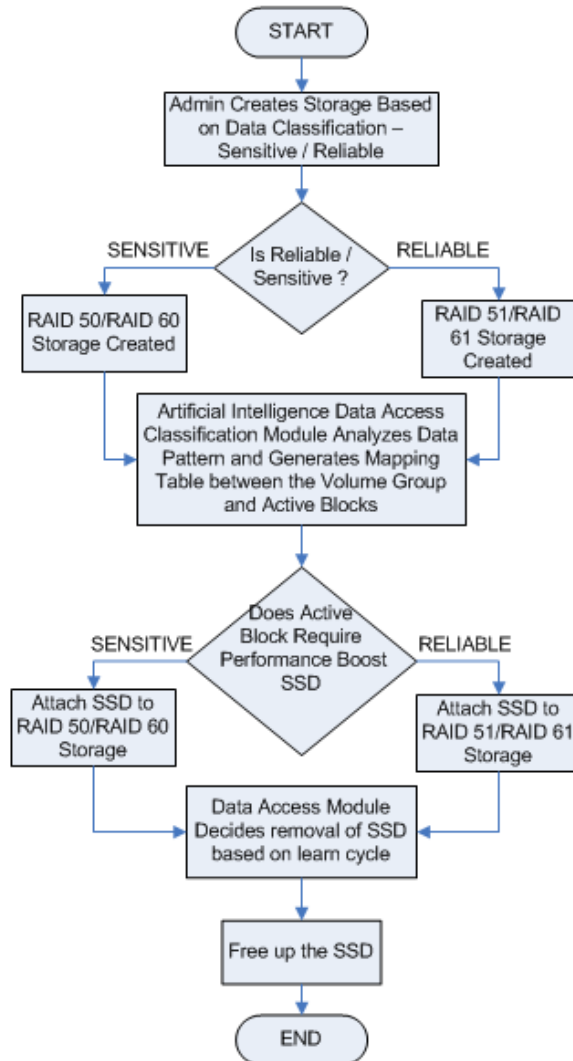 START
Admin Creates Storage Based
on Data Classification –
Sensitive / Reliable
SENSITIVE
Is Reliable /
Sensitive ?
RELIABLE
RAID 50/RAID 60
Storage Created
RAID 51/RAID
61 Storage
Created
Artificial Intelligence Data Access
Classification Module Analyzes Data
Pattern and Generates Mapping
Table between the Volume Group
and Active Blocks
SENSITIVE
Does Active
Block Require
Performance Boost
SSD
RELIABLE
Attach SSD to
RAID 50/RAID 60
Storage
Attach SSD to
RAID 51/RAID 61
Storage
Data Access Module
Decides removal of SSD
based on learn cycle
Free up the SSD
END